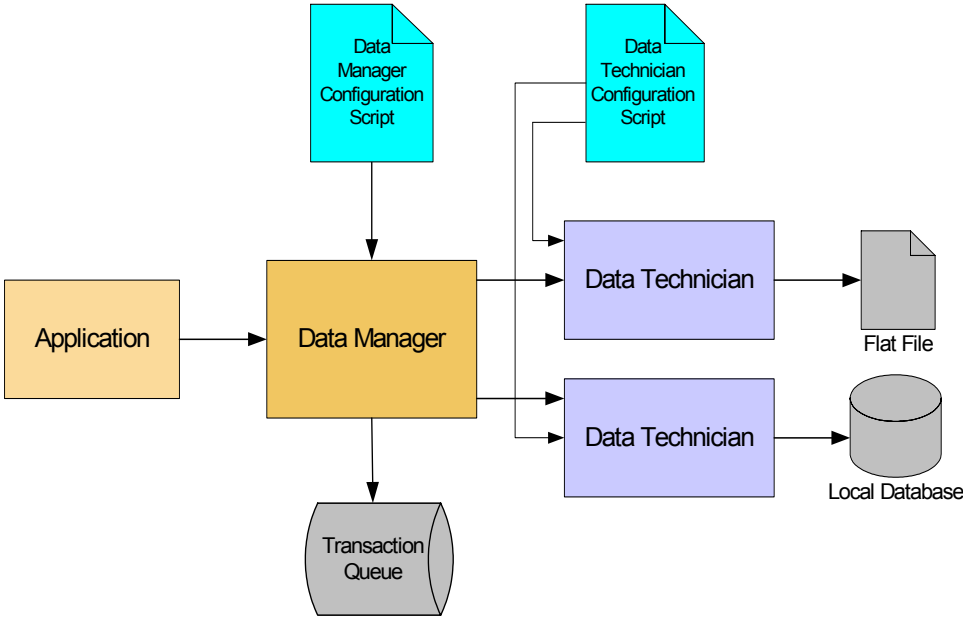 Data
Manager
Configuration
Script
Data
Technician
Configuration
Script
Data Technician
Application
Data Manager
Flat File
Data Technician
Local Database
Transaction
Queue